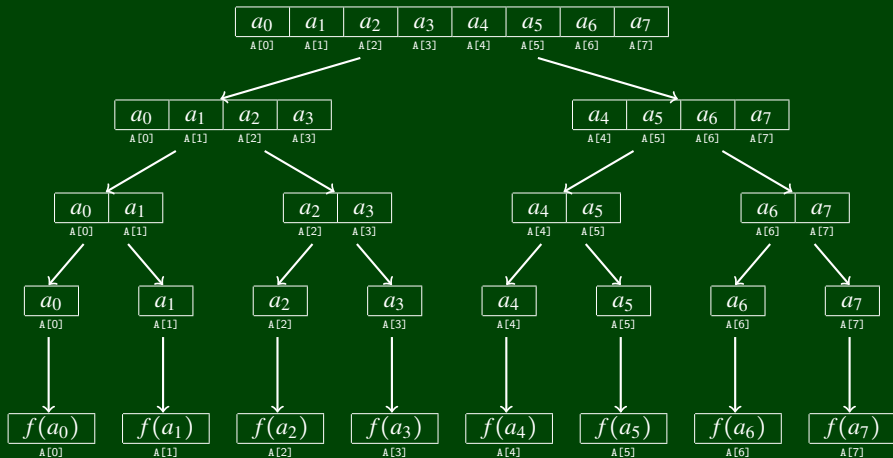 a₀ a₁ a₂ a₃ a₄ a₅ a₆ a₇
A[0] A[1] A[2] A[3] A[4] A[5] A[6] A[7]
a₀ a₁ a₂ a₃ a₄ a₅ a₆ a₇
A[0] A[1] A[2] A[3] A[4] A[5] A[6] A[7]
a₀ a₁ a₂ a₃ a₄ a₅ a₆ a₇
A[0] A[1] A[2] A[3] A[4] A[5] A[6] A[7]
a₀ a₁ a₂ a₃ a₄ a₅ a₆ a₇
A[0] A[1] A[2] A[3] A[4] A[5] A[6] A[7]
f(a₀) f(a₁) f(a₂) f(a₃) f(a₄) f(a₅) f(a₆) f(a₇)
A[0] A[1] A[2] A[3] A[4] A[5] A[6] A[7]